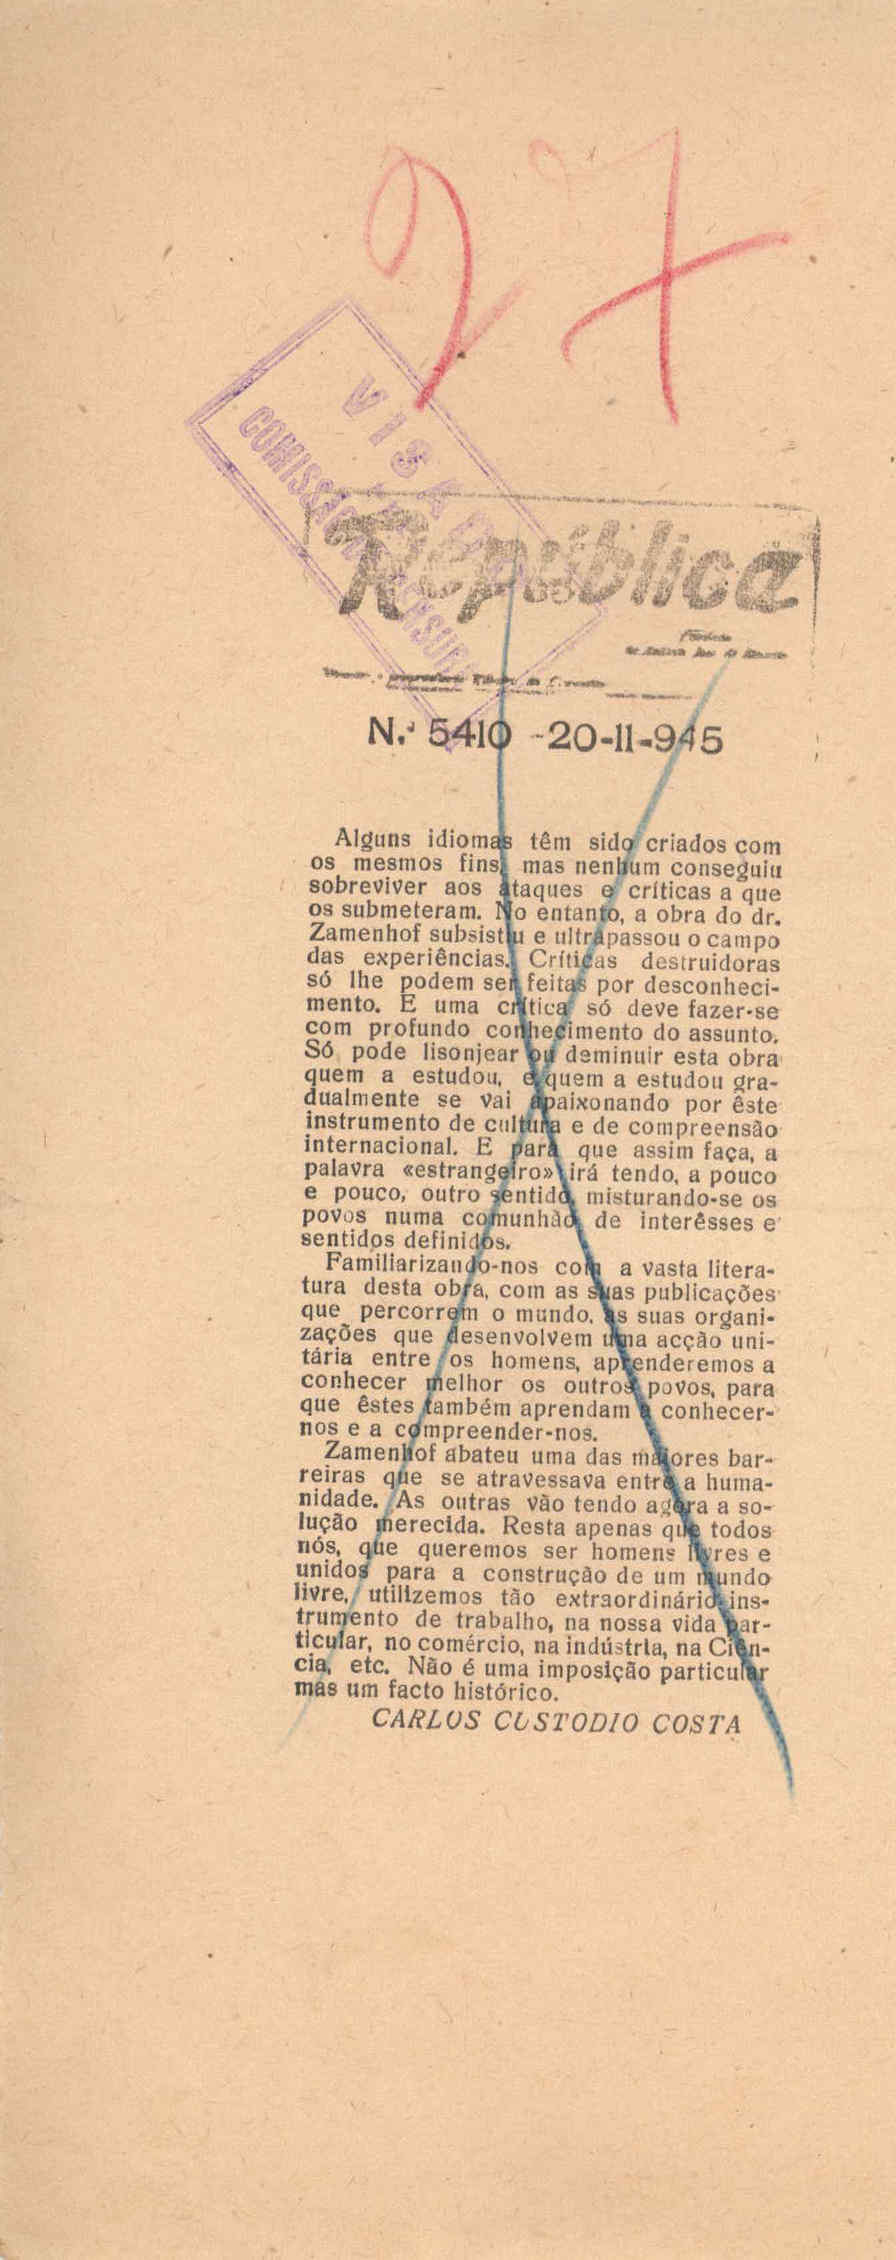 27
VISADO
COMISSÃO DE CENSURA
República
N.º 5410 -20-11-945
Alguns idiomas têm sido criados com
os mesmos fins, mas nenhum conseguiu
sobreviver aos ataques e críticas a que
os submeteram. No entanto, a obra do dr.
Zamenhof subsistiu e ultrapassou o campo
das experiências. Críticas destruidoras
só lhe podem ser feitas por desconheci-
mento. E uma crítica só deve fazer-se
com profundo conhecimento do assunto.
Só pode lisonjear ou deminuir esta obra
quem a estudou, e quem a estudou gra-
dualmente se vai apaixonando por êste
instrumento de cultura e de compreensão
internacional. E para que assim faça, a
palavra «estrangeiro» irá tendo, a pouco
e pouco, outro sentido, misturando-se os
povos numa comunhão de interêsses e
sentidos definidos.
Familiarizando-nos com a vasta litera-
tura desta obra, com as suas publicações
que percorrem o mundo, as suas organi-
zações que desenvolvem uma acção uni-
tária entre os homens, aprenderemos a
conhecer melhor os outros povos, para
que êstes também aprendam a conhecer-
nos e a compreender-nos.
Zamenhof abateu uma das maiores bar-
reiras que se atravessava entre a huma-
nidade. As outras vão tendo agora a so-
lução merecida. Resta apenas que todos
nós, que queremos ser homens livres e
unidos para a construção de um mundo
livre, utilizemos tão extraordinário ins-
trumento de trabalho, na nossa vida par-
ticular, no comércio, na indústria, na Ciên-
cia, etc. Não é uma imposição particular
mas um facto histórico.
CARLOS CUSTODIO COSTA